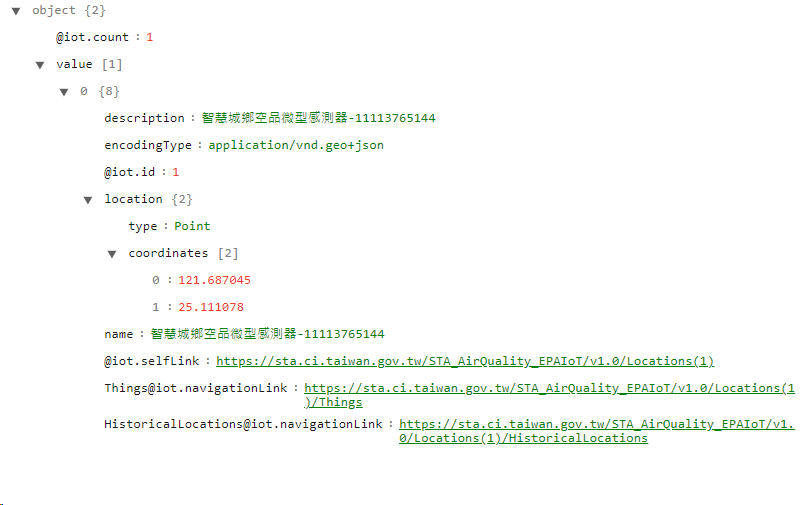 ▼ object {2}
@iot.count : 1
▼ value [1]
▼ 0 {8}
description : 智慧城鄉空品微型感測器-11113765144
encodingType : application/vnd.geo+json
@iot.id : 1
▼ location {2}
type : Point
▼ coordinates [2]
0 : 121.687045
1 : 25.111078
name : 智慧城鄉空品微型感測器-11113765144
@iot.selfLink : https://sta.ci.taiwan.gov.tw/STA_AirQuality_EPAIoT/v1.0/Locations(1)
Things@iot.navigationLink : https://sta.ci.taiwan.gov.tw/STA_AirQuality_EPAIoT/v1.0/Locations(1
)/Things
HistoricalLocations@iot.navigationLink : https://sta.ci.taiwan.gov.tw/STA_AirQuality_EPAIoT/v1.
0/Locations(1)/HistoricalLocations